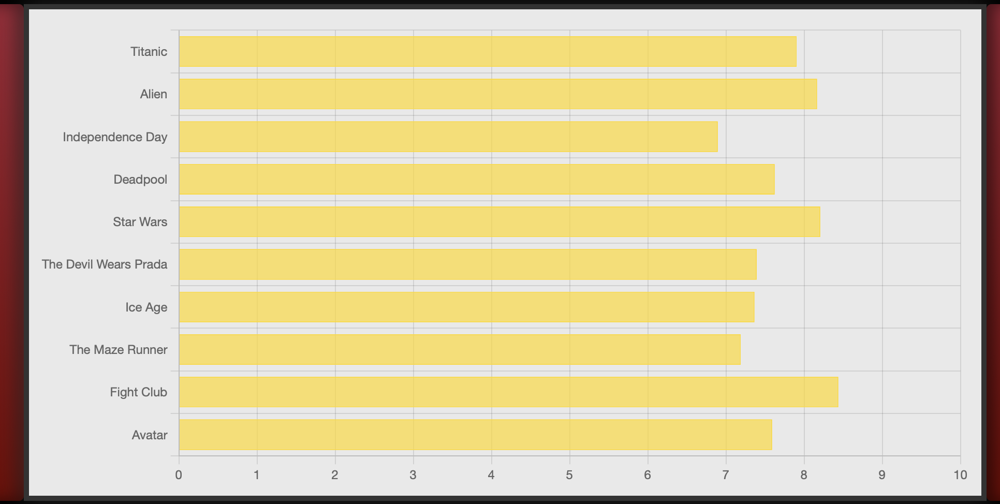 Titanic
Alien
Independence Day
Deadpool
Star Wars
The Devil Wears Prada
Ice Age
The Maze Runner
Fight Club
Avatar
0 1 2 3 4 5 6 7 8 9 10